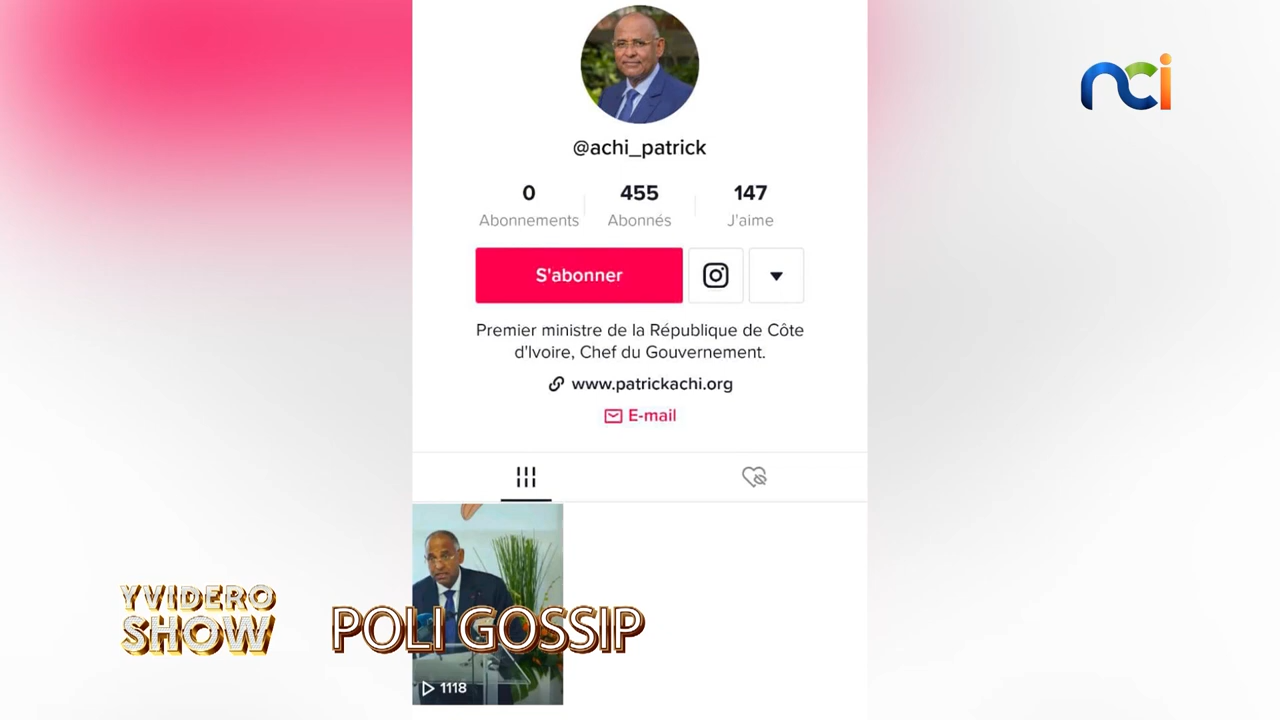 nci
@achi_patrick
0 455 147
Abonnements Abonnés J'aime
S'abonner
Premier ministre de la République de Côte
d'Ivoire, Chef du Gouvernement.
www.patrickachi.org
E-mail
YVIDERO
SHOW
POLI GOSSIP
1118